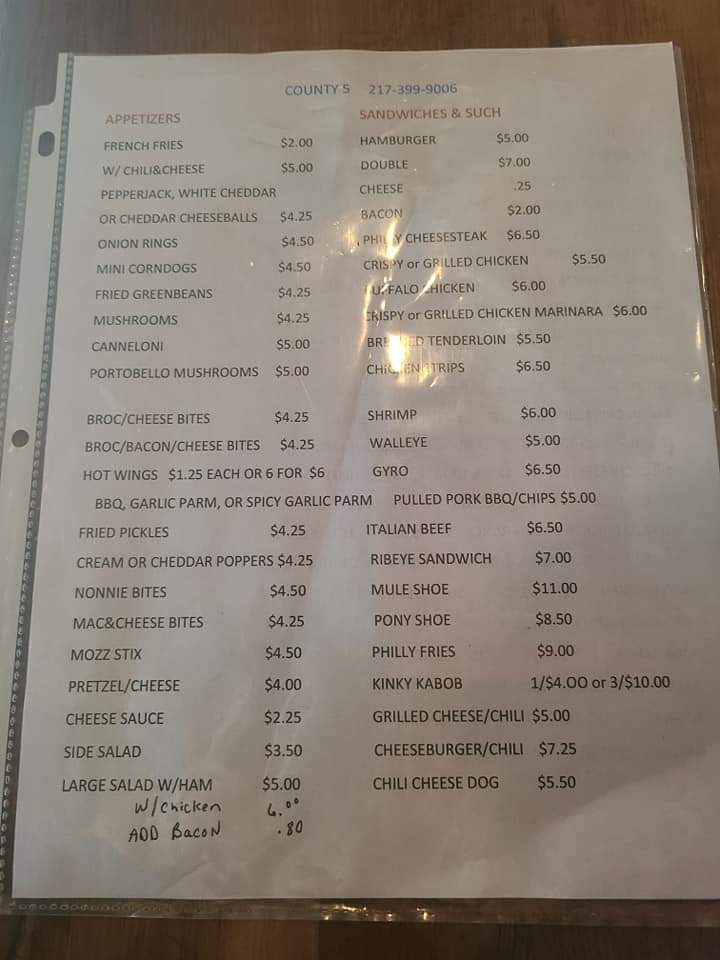 COUNTY 5 217-399-9006
APPETIZERS
FRENCH FRIES $2.00
W/ CHILI&CHEESE $5.00
PEPPERJACK, WHITE CHEDDAR
OR CHEDDAR CHEESEBALLS $4.25
ONION RINGS $4.50
MINI CORNDOGS $4.50
FRIED GREENBEANS $4.25
MUSHROOMS $4.25
CANNELONI $5.00
PORTOBELLO MUSHROOMS $5.00
BROC/CHEESE BITES $4.25
BROC/BACON/CHEESE BITES $4.25
HOT WINGS $1.25 EACH OR 6 FOR $6
BBQ, GARLIC PARM, OR SPICY GARLIC PARM
FRIED PICKLES $4.25
CREAM OR CHEDDAR POPPERS $4.25
NONNIE BITES $4.50
MAC&CHEESE BITES $4.25
MOZZ STIX $4.50
PRETZEL/CHEESE $4.00
CHEESE SAUCE $2.25
SIDE SALAD $3.50
LARGE SALAD W/HAM $5.00
W/Chicken 6.00
ADD BACON .80
SANDWICHES & SUCH
HAMBURGER $5.00
DOUBLE $7.00
CHEESE .25
BACON $2.00
PHILLY CHEESESTEAK $6.50
CRISPY or GRILLED CHICKEN $5.50
BUFFALO CHICKEN $6.00
CRISPY or GRILLED CHICKEN MARINARA $6.00
BREADED TENDERLOIN $5.50
CHICKEN STRIPS $6.50
SHRIMP $6.00
WALLEYE $5.00
GYRO $6.50
PULLED PORK BBQ/CHIPS $5.00
ITALIAN BEEF $6.50
RIBEYE SANDWICH $7.00
MULE SHOE $11.00
PONY SHOE $8.50
PHILLY FRIES $9.00
KINKY KABOB 1/$4.00 or 3/$10.00
GRILLED CHEESE/CHILI $5.00
CHEESEBURGER/CHILI $7.25
CHILI CHEESE DOG $5.50